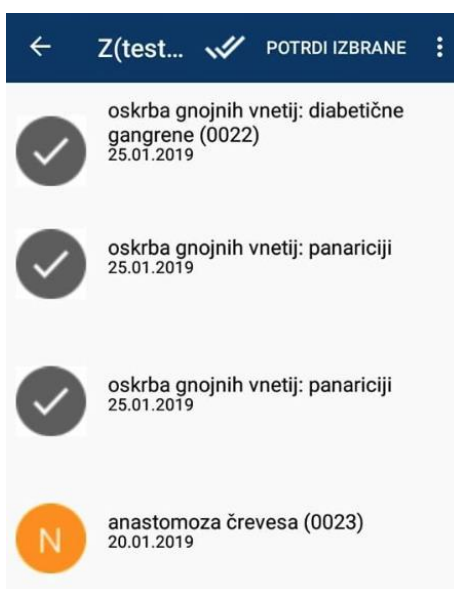 Z(test... POTRDI IZBRANE
oskrba gnojnih vnetij: diabetične
gangrene (0022)
25.01.2019
oskrba gnojnih vnetij: panariciji
25.01.2019
oskrba gnojnih vnetij: panariciji
25.01.2019
N
anastomoza črevesa (0023)
20.01.2019